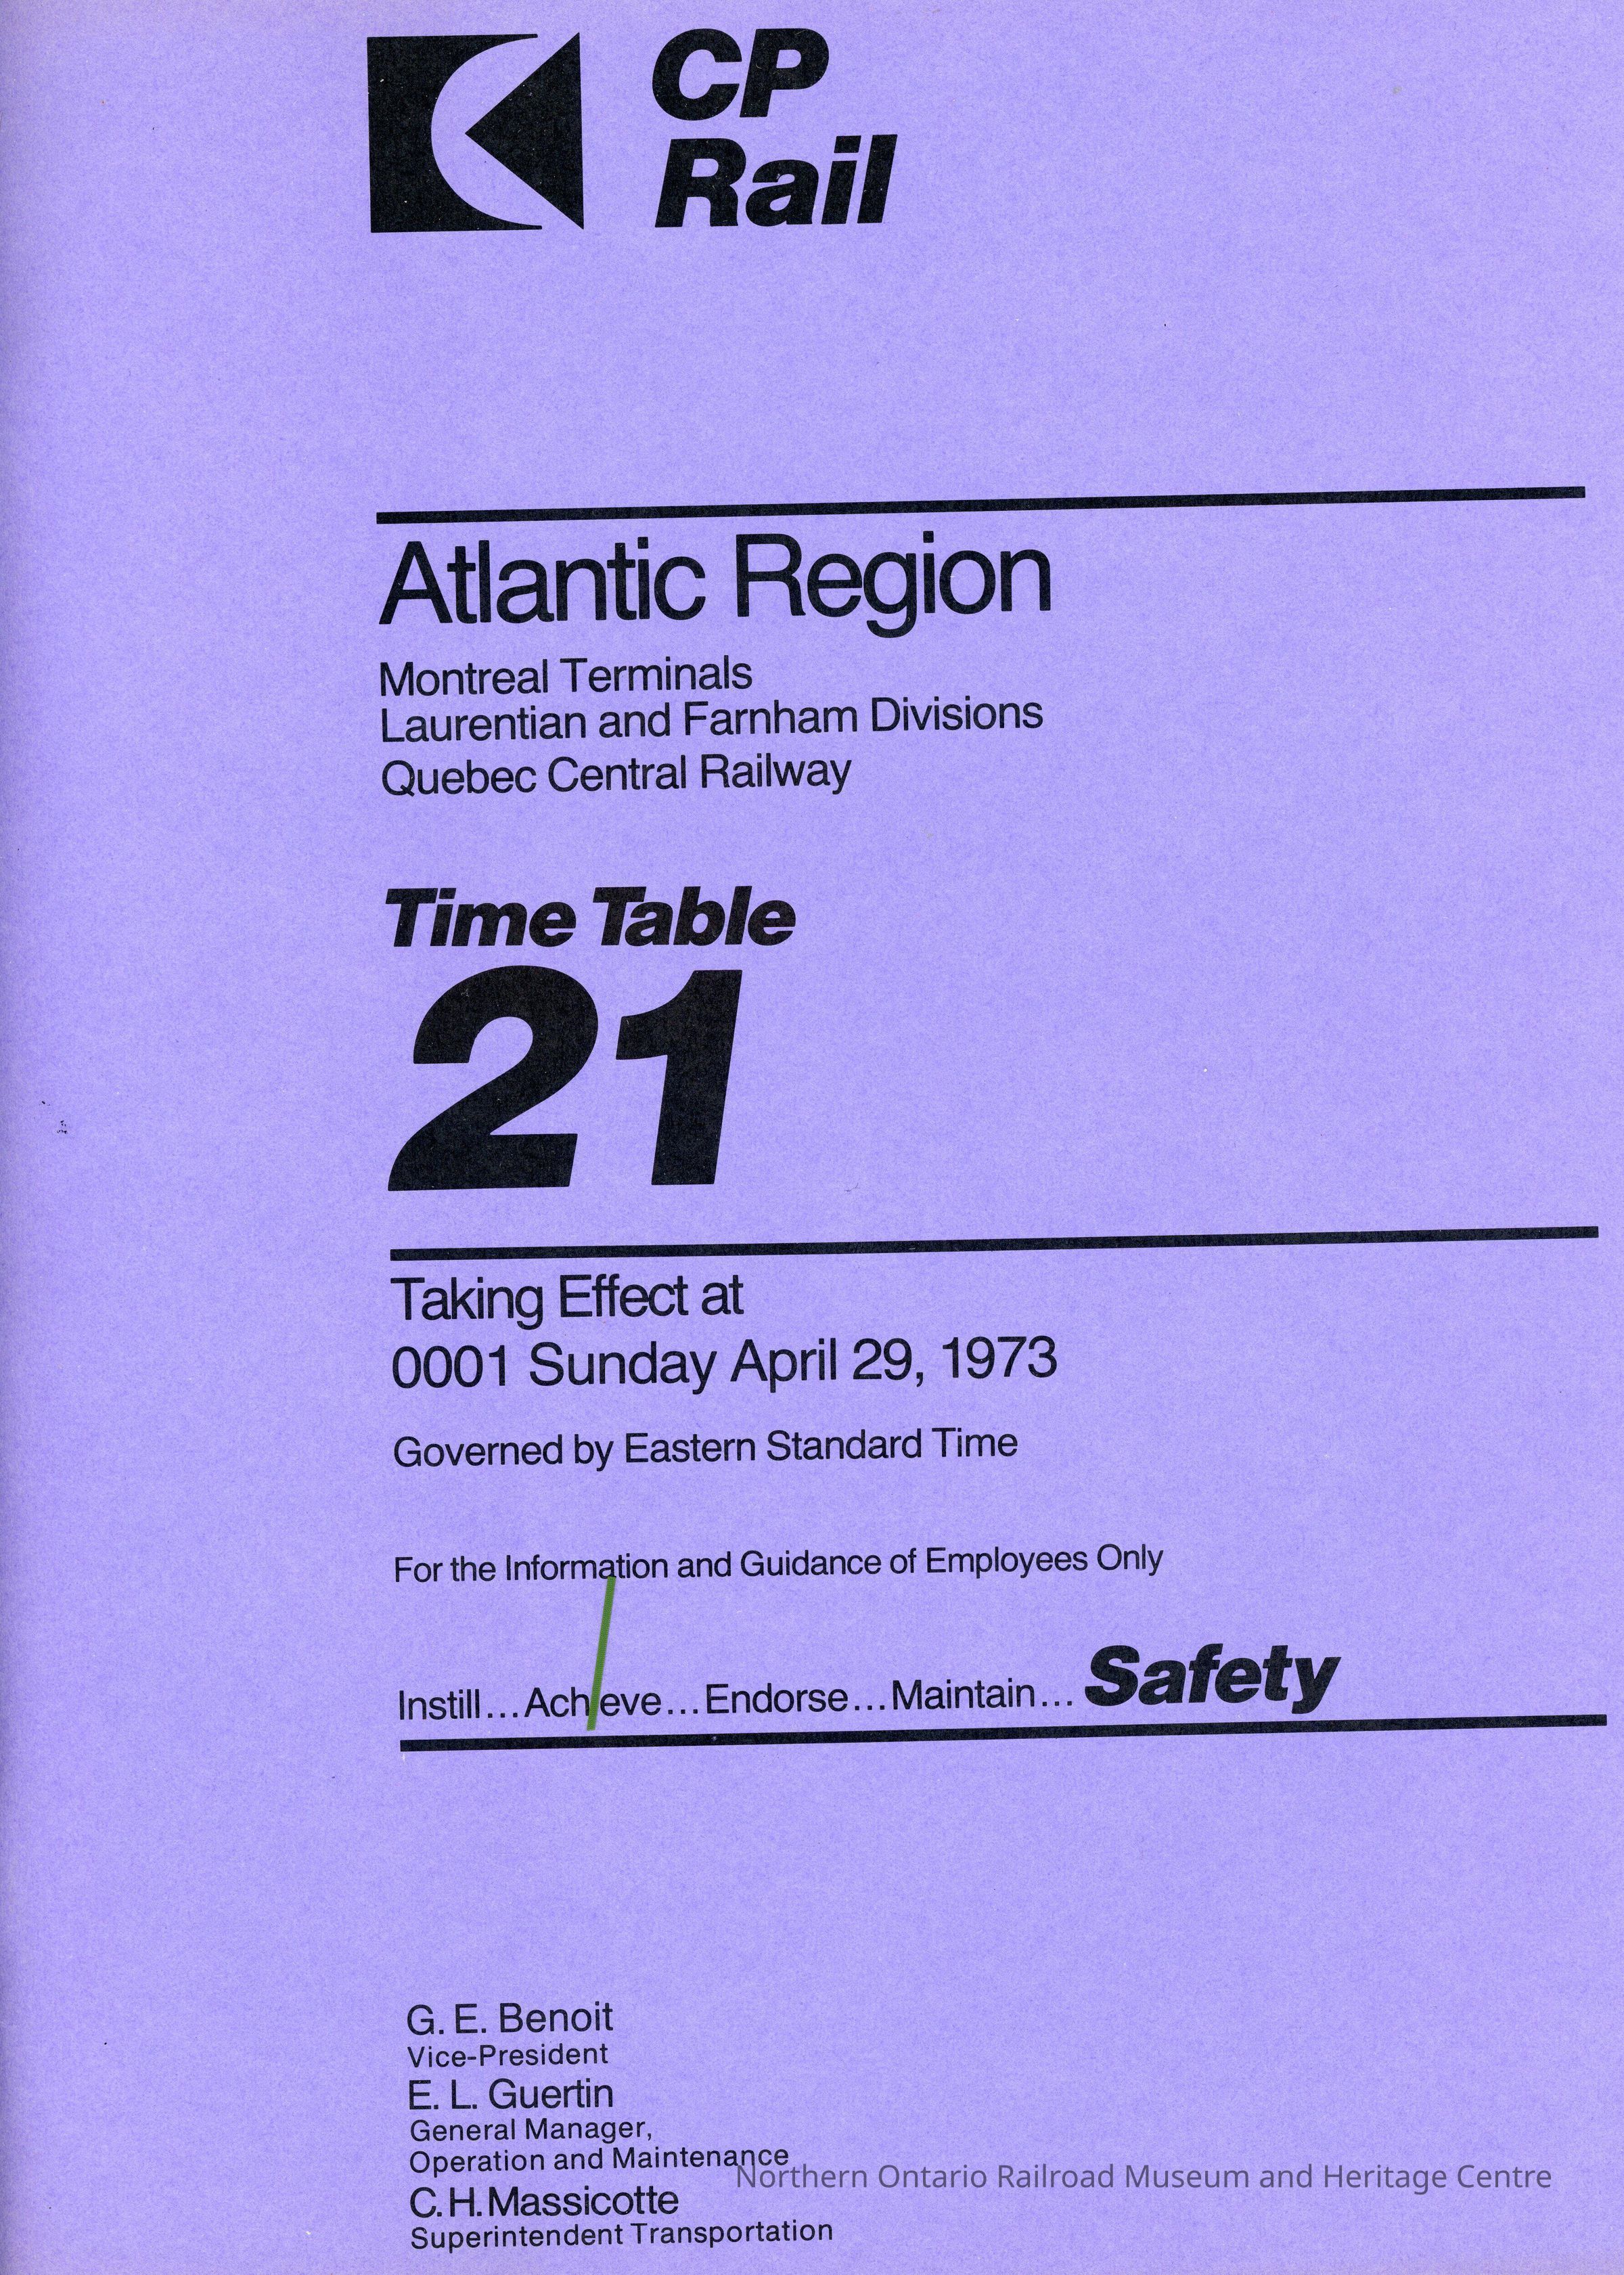 CP
Rail
Atlantic Region
Montreal Terminals
Laurentian and Farnham Divisions
Quebec Central Railway
Time Table
21
Taking Effect at
0001 Sunday April 29, 1973
Governed by Eastern Standard Time
For the Information and Guidance of Employees Only
Instill...Achieve...Endorse...Maintain...Safety
G. E. Benoit
Vice-President
E. L. Guertin
General Manager,
Operation and Maintenance
Northern Ontario Railroad Museum and Heritage Centre
C. H. Massicotte
Superintendent Transportation